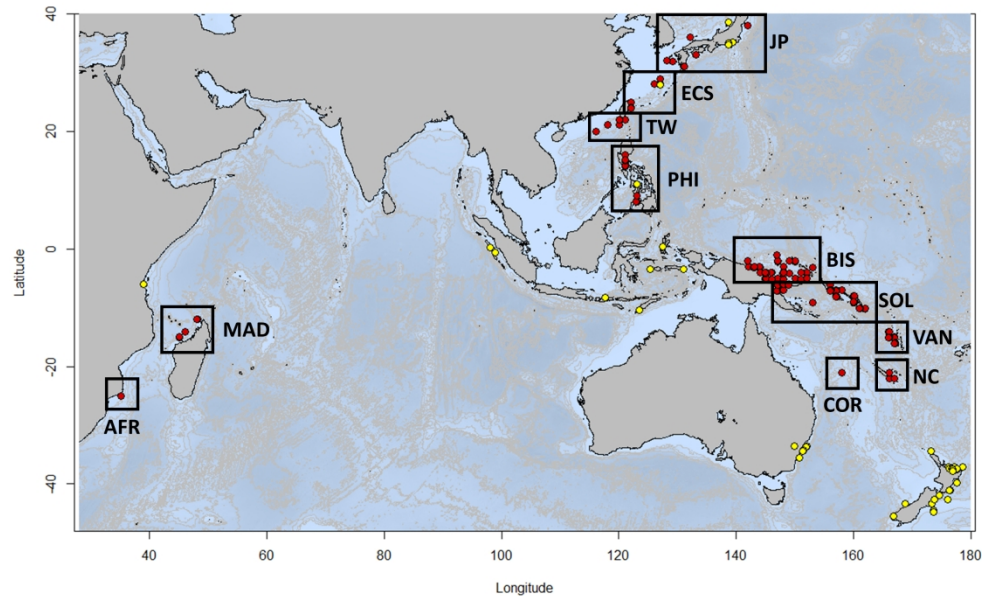 40
20
0
20
40
Latitude
JP
ECS
TW
PHI
BIS
SOL
VAN
NC
COR
MAD
AFR
40 60 80 100 120 140 160 180
Longitude